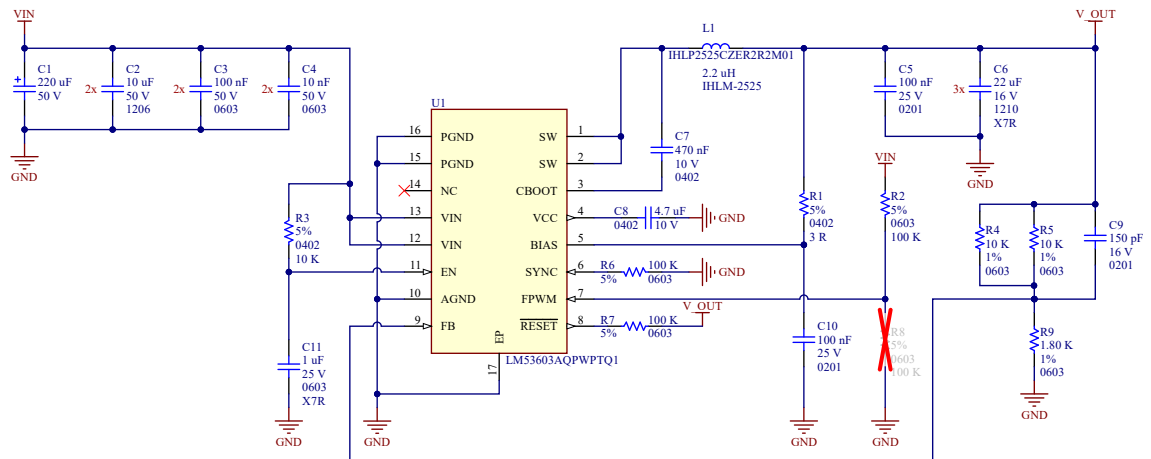 VIN
V_OUT
L1
IHLP2525CZER2R2M01
2.2 uH
IHLM-2525
C1
220 uF
50 V
+
2x
C2
10 uF
50 V
1206
2x
C3
100 nF
50 V
0603
2x
C4
10 nF
50 V
0603
GND
C5
100 nF
25 V
0201
3x
C6
22 uF
16 V
1210
X7R
GND
U1
16 PGND
15 PGND
14 NC
13 VIN
12 VIN
11 EN
10 AGND
9 FB
SW 1
SW 2
CBOOT 3
VCC 4
BIAS 5
SYNC 6
FPWM 7
RESET 8
EP
17
LM53603AQPWPTQ1
C7
470 nF
10 V
0402
C8 4.7 uF
0402 10 V
GND
R6 100 K
5% 0603
GND
V_OUT
R7 100 K
5% 0603
R3
5%
0402
10 K
C11
1 uF
25 V
0603
X7R
GND
GND
R1
5%
0402
3 R
C10
100 nF
25 V
0201
GND
VIN
R2
5%
0603
100 K
R8
5%
0603
100 K
GND
R4
10 K
1%
0603
R5
10 K
1%
0603
C9
150 pF
16 V
0201
R9
1.80 K
1%
0603
GND